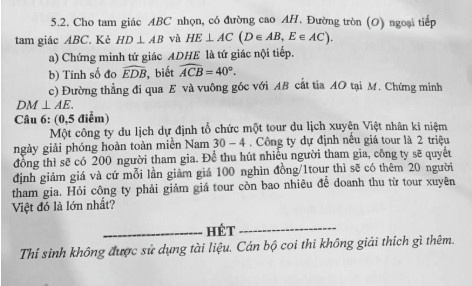 5.2. Cho tam giác ABC nhọn, có đường cao AH. Đường tròn (O) ngoại tiếp
tam giác ABC. Kẻ HD ⊥ AB và HE ⊥ AC (D ∈ AB, E ∈ AC).
a) Chứng minh tứ giác ADHE là tứ giác nội tiếp.
b) Tính số đo \widehat{EDB}, biết \widehat{ACB} = 40°.
c) Đường thẳng đi qua E và vuông góc với AB cắt tia AO tại M. Chứng minh
DM ⊥ AE.
Câu 6: (0,5 điểm)
Một công ty du lịch dự định tổ chức một tour du lịch xuyên Việt nhân kỉ niệm
ngày giải phóng hoàn toàn miền Nam 30 – 4 . Công ty dự định nếu giá tour là 2 triệu
đồng thì sẽ có 200 người tham gia. Để thu hút nhiều người tham gia, công ty sẽ quyết
định giảm giá và cứ mỗi lần giảm giá 100 nghìn đồng/1tour thì sẽ có thêm 20 người
tham gia. Hỏi công ty phải giảm giá tour còn bao nhiêu để doanh thu từ tour xuyên
Việt đó là lớn nhất?
-------------------- HẾT --------------------
Thí sinh không được sử dụng tài liệu. Cán bộ coi thi không giải thích gì thêm.